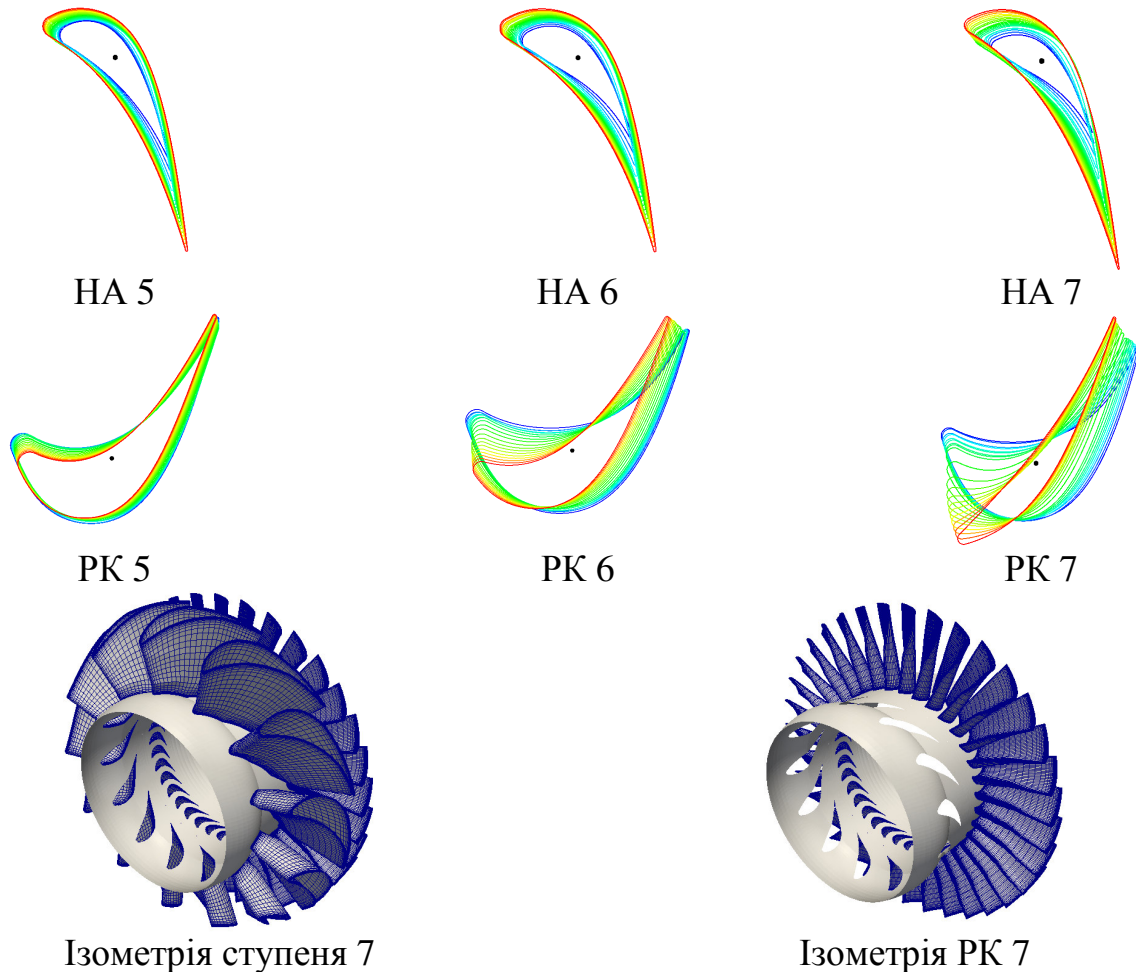 НА 5
НА 6
НА 7
РК 5
РК 6
РК 7
Ізометрія ступеня 7
Ізометрія РК 7